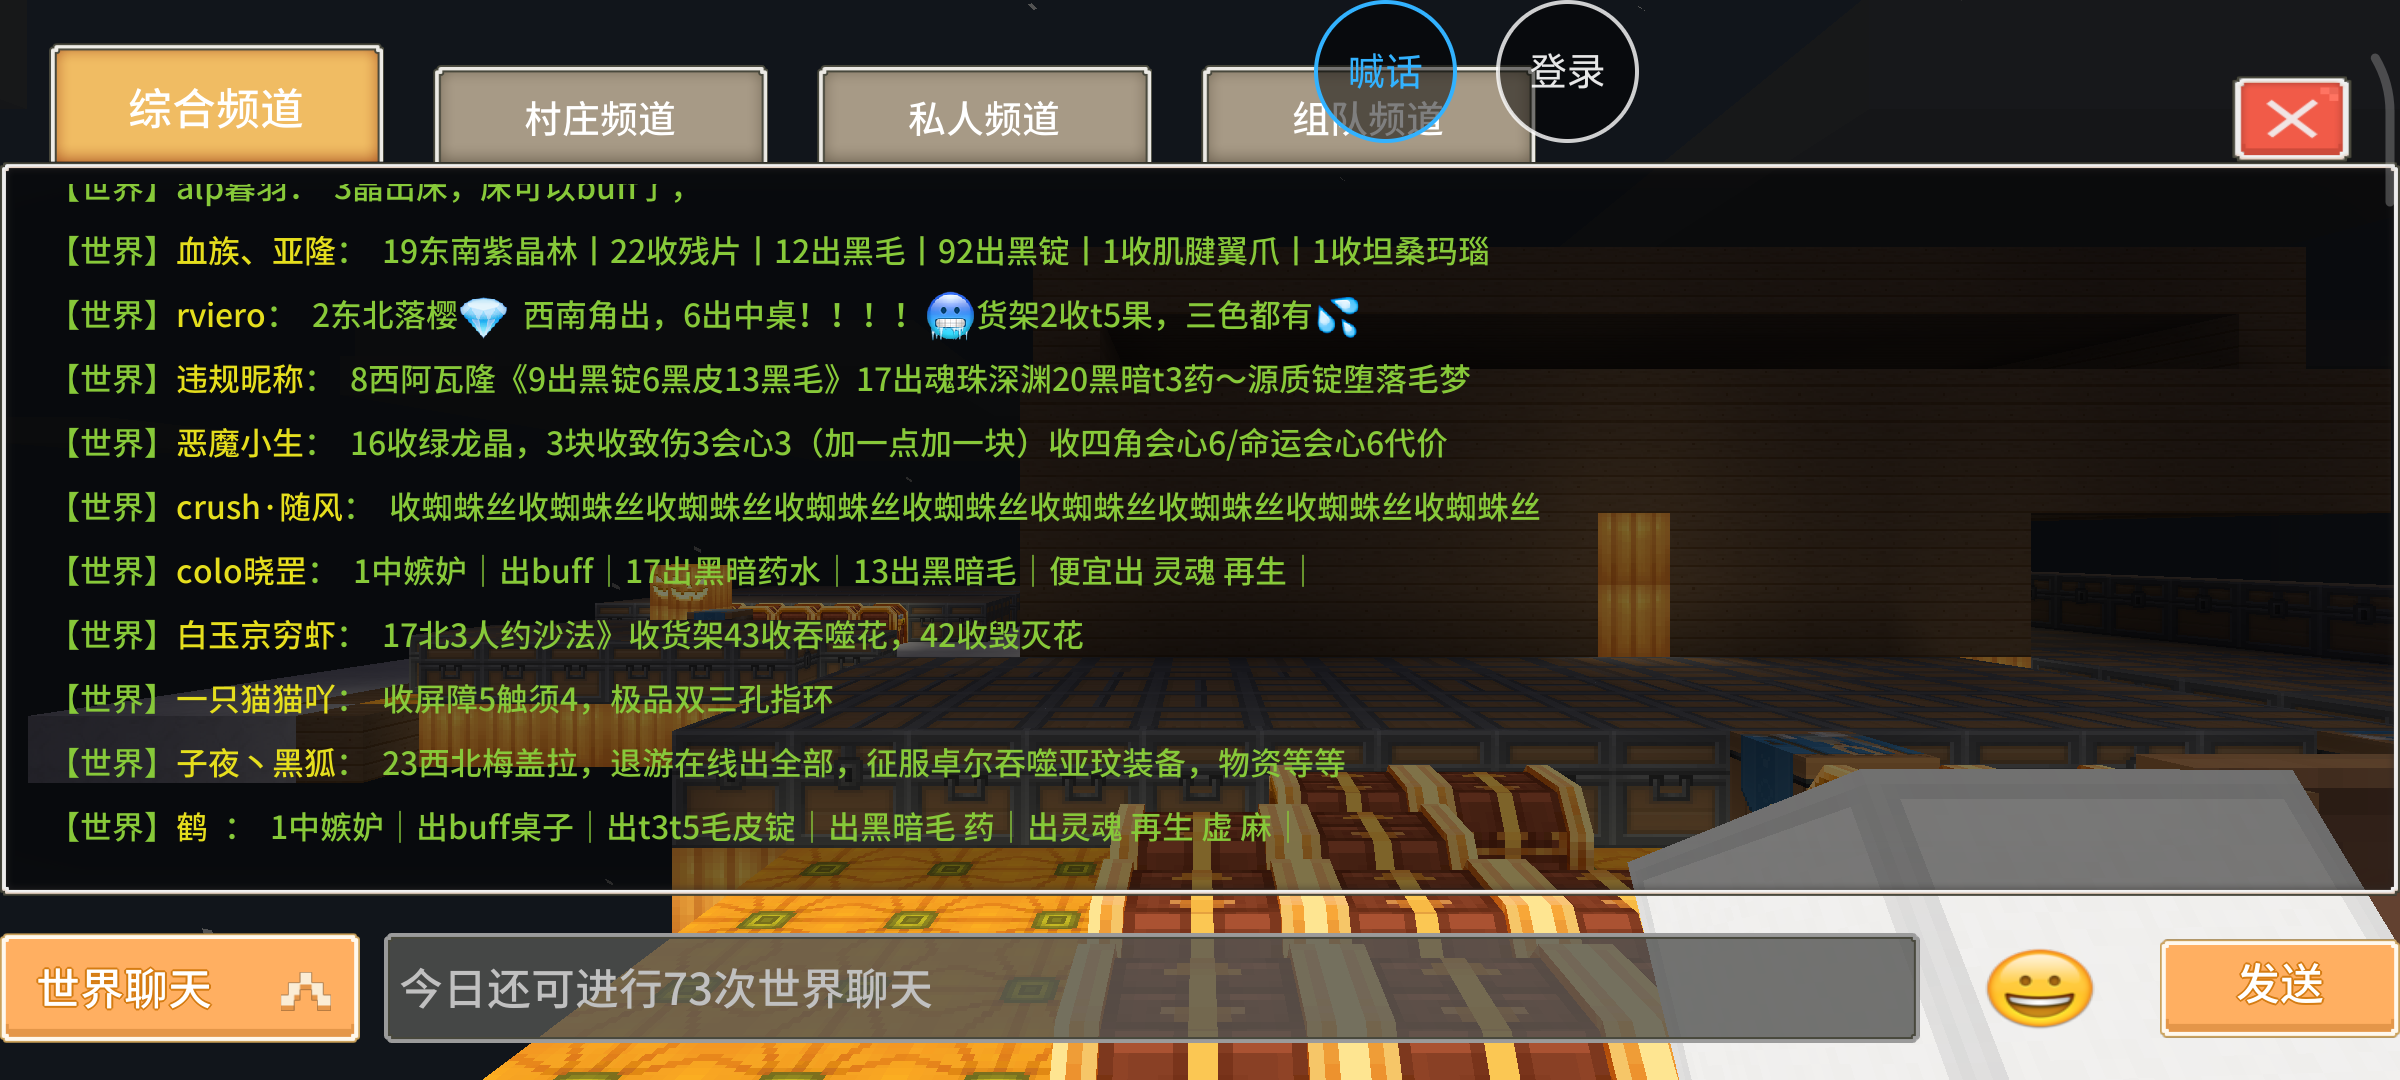 喊话
登录
综合频道
村庄频道
私人频道
组队频道
【世界】alp暮羽： 3晶出床，床可以buff了，
【世界】血族、亚隆： 19东南紫晶林|22收残片|12出黑毛|92出黑锭|1收肌腱翼爪|1收坦桑玛瑙
【世界】rviero： 2东北落樱💎 西南角出，6出中桌！！！！🥶货架2收t5果，三色都有💦
【世界】违规昵称： 8西阿瓦隆《9出黑锭6黑皮13黑毛》17出魂珠深渊20黑暗t3药～源质锭堕落毛梦
【世界】恶魔小生： 16收绿龙晶，3块收致伤3会心3（加一点加一块）收四角会心6/命运会心6代价
【世界】crush·随风： 收蜘蛛丝收蜘蛛丝收蜘蛛丝收蜘蛛丝收蜘蛛丝收蜘蛛丝收蜘蛛丝收蜘蛛丝收蜘蛛丝
【世界】colo晓罡： 1中嫉妒｜出buff｜17出黑暗药水｜13出黑暗毛｜便宜出 灵魂 再生｜
【世界】白玉京穷虾： 17北3人约沙法》收货架43收吞噬花，42收毁灭花
【世界】一只猫猫吖： 收屏障5触须4，极品双三孔指环
【世界】子夜丶黑狐： 23西北梅盖拉，退游在线出全部，征服卓尔吞噬亚玟装备，物资等等
【世界】鹤 ： 1中嫉妒｜出buff桌子｜出t3t5毛皮锭｜出黑暗毛 药｜出灵魂 再生 虚 麻｜
世界聊天
今日还可进行73次世界聊天
发送